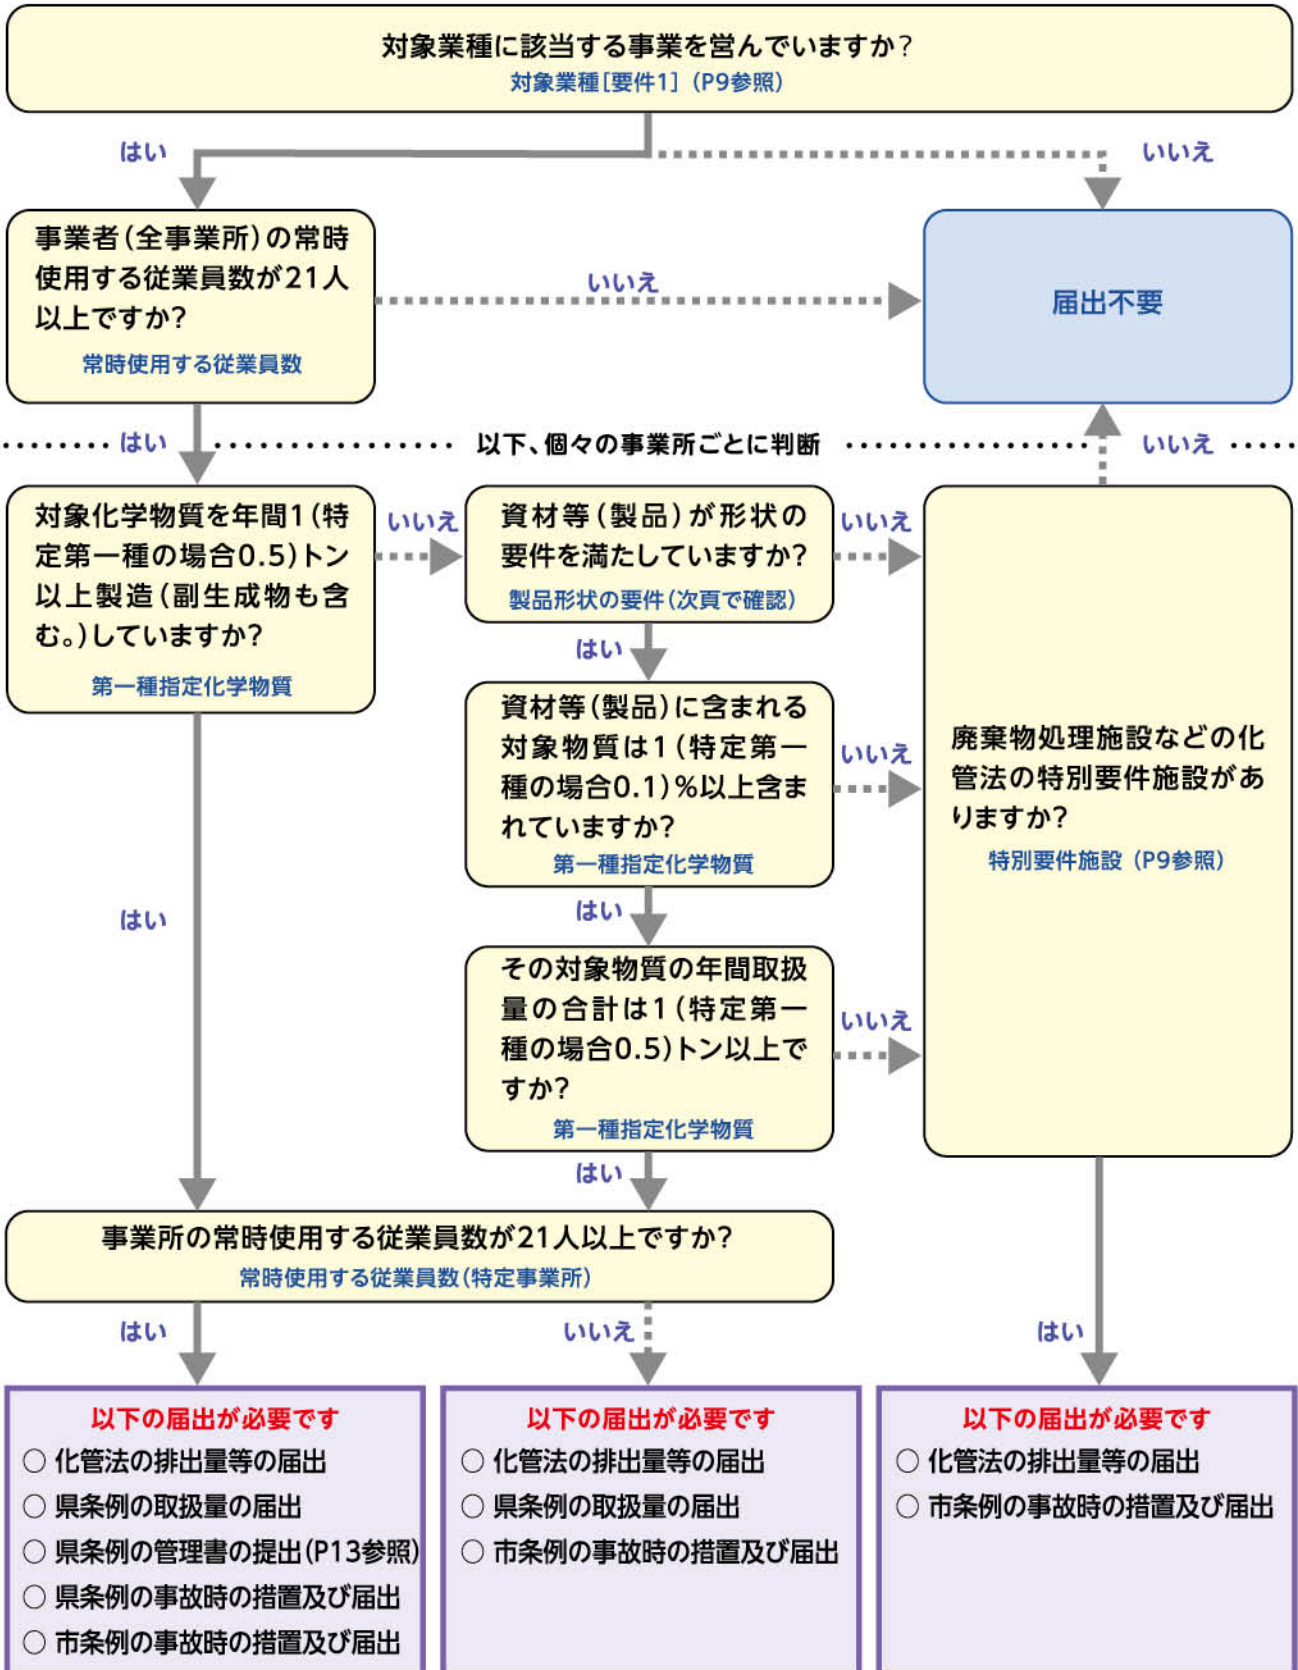 対象業種に該当する事業を営んでいますか?
対象業種[要件1] (P9参照)
はい
いいえ
事業者(全事業所)の常時
使用する従業員数が21人
以上ですか?
常時使用する従業員数
いいえ
届出不要
はい
以下、個々の事業所ごとに判断
いいえ
対象化学物質を年間1(特
定第一種の場合0.5)トン
以上製造(副生成物も含
む。)していますか?
第一種指定化学物質
いいえ
資材等(製品)が形状の
要件を満たしていますか?
製品形状の要件(次頁で確認)
いいえ
はい
資材等(製品)に含まれる
対象物質は1(特定第一
種の場合0.1)%以上含ま
れていますか?
第一種指定化学物質
いいえ
廃棄物処理施設などの化
管法の特別要件施設があ
りますか?
特別要件施設 (P9参照)
はい
はい
その対象物質の年間取扱
量の合計は1(特定第一
種の場合0.5)トン以上で
すか?
第一種指定化学物質
いいえ
はい
事業所の常時使用する従業員数が21人以上ですか?
常時使用する従業員数(特定事業所)
はい
いいえ
はい
以下の届出が必要です
○ 化管法の排出量等の届出
○ 県条例の取扱量の届出
○ 県条例の管理書の提出(P13参照)
○ 県条例の事故時の措置及び届出
○ 市条例の事故時の措置及び届出
以下の届出が必要です
○ 化管法の排出量等の届出
○ 県条例の取扱量の届出
○ 市条例の事故時の措置及び届出
以下の届出が必要です
○ 化管法の排出量等の届出
○ 市条例の事故時の措置及び届出